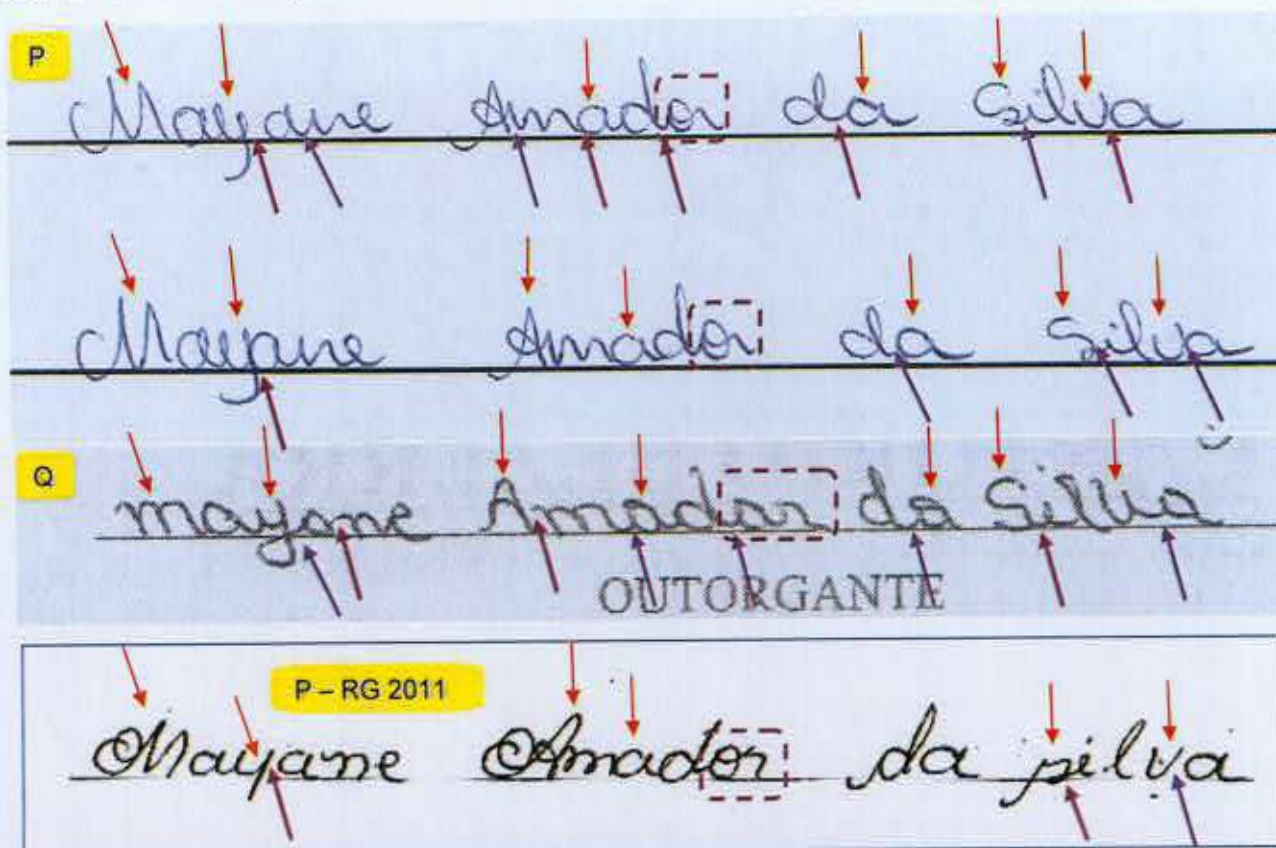 P
Mayane Amador da Silva
Mayane Amador da Silva
Q
mayane Amador da Silva
OUTORGANTE
P – RG 2011
Mayane Amador da Silva